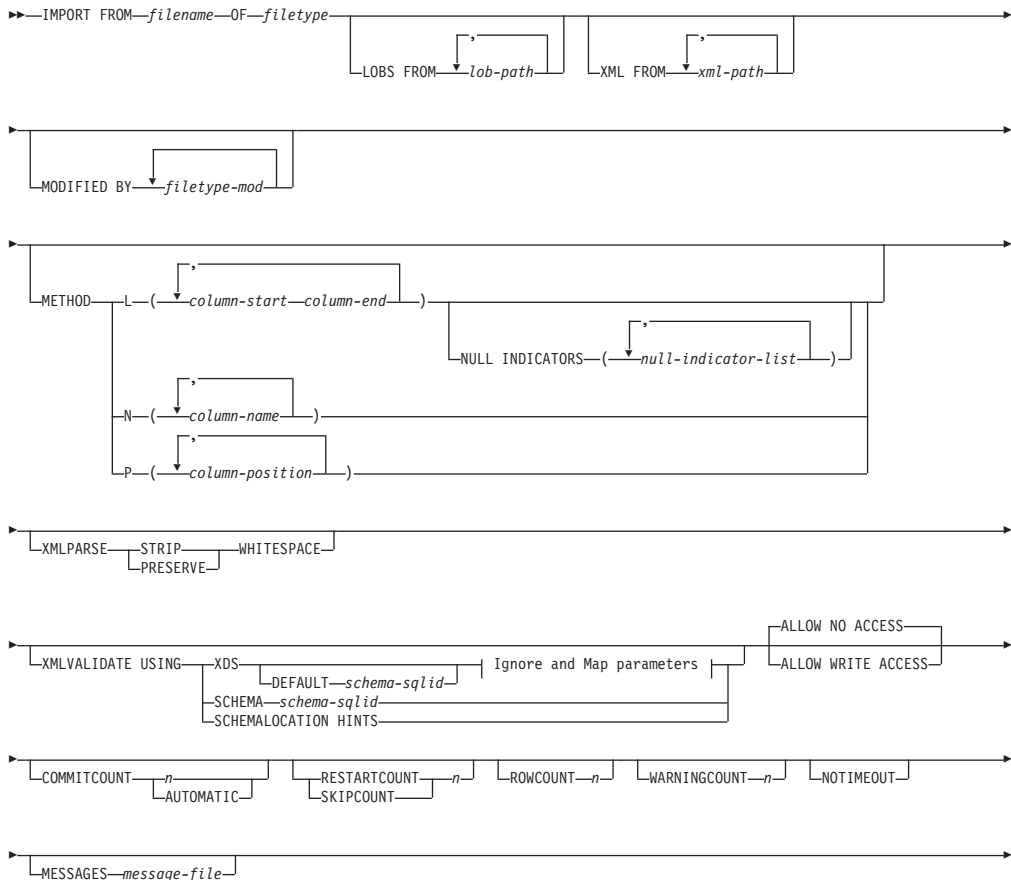 IMPORT FROM filename OF filetype
,
,
LOBS FROM lob-path XML FROM xml-path
MODIFIED BY filetype-mod
,
METHOD L ( column-start column-end )
,
NULL INDICATORS ( null-indicator-list )
,
N ( column-name )
,
P ( column-position )
XMLPARSE STRIP WHITESPACE
PRESERVE
ALLOW NO ACCESS
XMLVALIDATE USING XDS Ignore and Map parameters ALLOW WRITE ACCESS
DEFAULT schema-sqlid
SCHEMA schema-sqlid
SCHEMALOCATION HINTS
COMMITCOUNT n RESTARTCOUNT n ROWCOUNT n WARNINGCOUNT n NOTIMEOUT
AUTOMATIC SKIPCOUNT
MESSAGES message-file